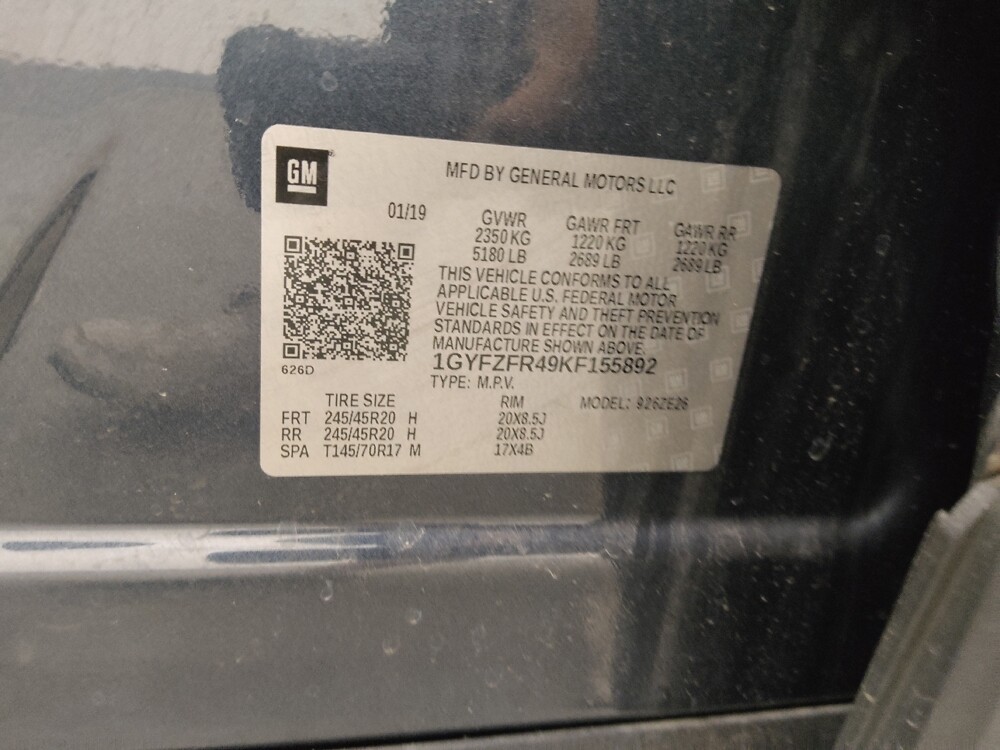 GM
MFD BY GENERAL MOTORS LLC
01/19 GVWR GAWR FRT GAWR RR
2350 KG 1220 KG 1220 KG
5180 LB 2689 LB 2689 LB
THIS VEHICLE CONFORMS TO ALL
APPLICABLE U.S. FEDERAL MOTOR
VEHICLE SAFETY AND THEFT PREVENTION
STANDARDS IN EFFECT ON THE DATE OF
MANUFACTURE SHOWN ABOVE.
626D
1GYFZFR49KF155892
TYPE: M.P.V.
TIRE SIZE RIM MODEL: 926ZE26
FRT 245/45R20 H 20X8.5J
RR 245/45R20 H 20X8.5J
SPA T145/70R17 M 17X4B